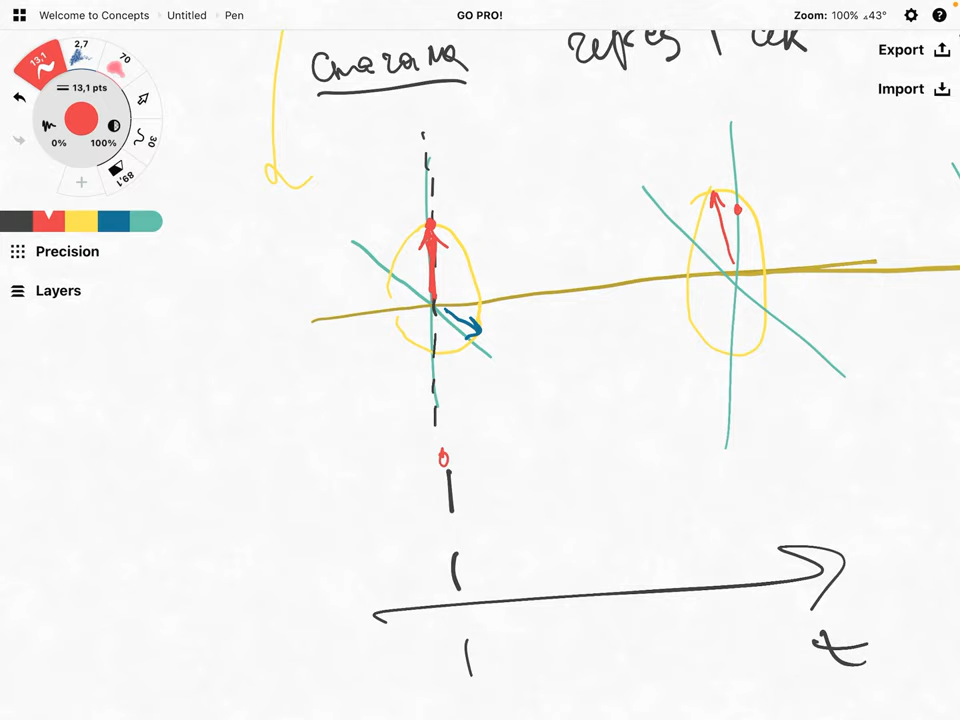 Welcome to Concepts Untitled Pen GO PRO! Zoom: 100% 43°
Export
Import
13,1
2,7
70
13,1 pts
0% 100%
30
89,1
Precision
Layers
сначала
через 1 сек
0
t